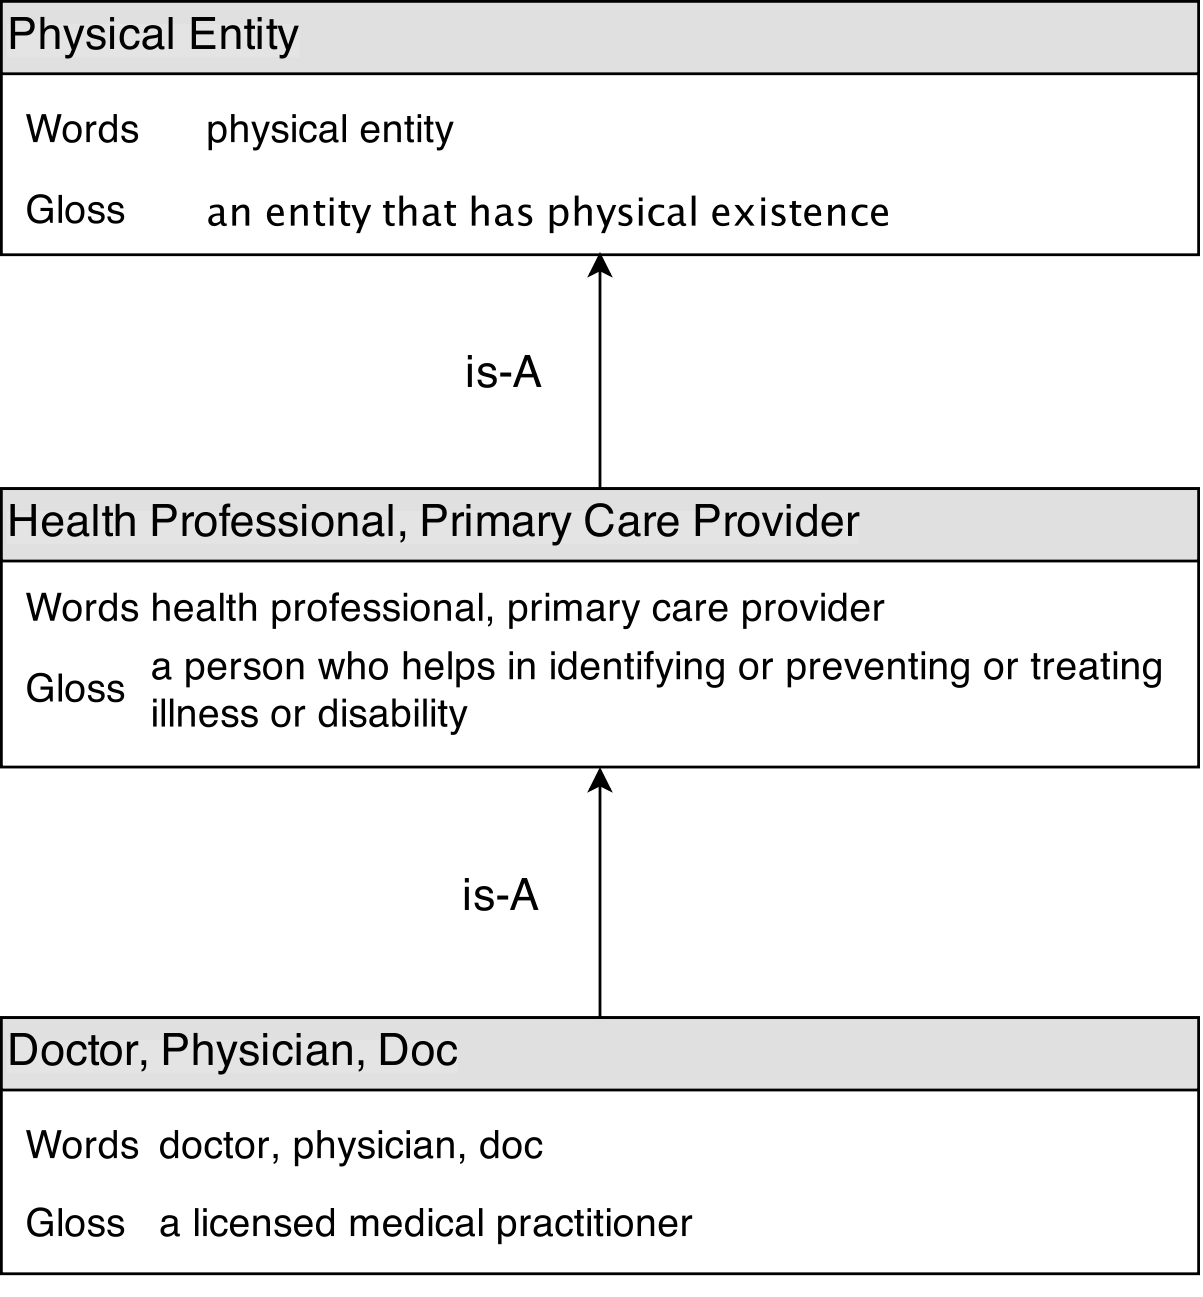 Physical Entity
Words physical entity
Gloss an entity that has physical existence
is-A
Health Professional, Primary Care Provider
Words health professional, primary care provider
Gloss a person who helps in identifying or preventing or treating
illness or disability
is-A
Doctor, Physician, Doc
Words doctor, physician, doc
Gloss a licensed medical practitioner